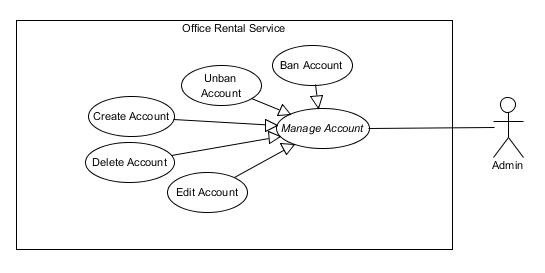 Office Rental Service
Ban Account
Unban
Account
Create Account
Manage Account
Delete Account
Admin
Edit Account